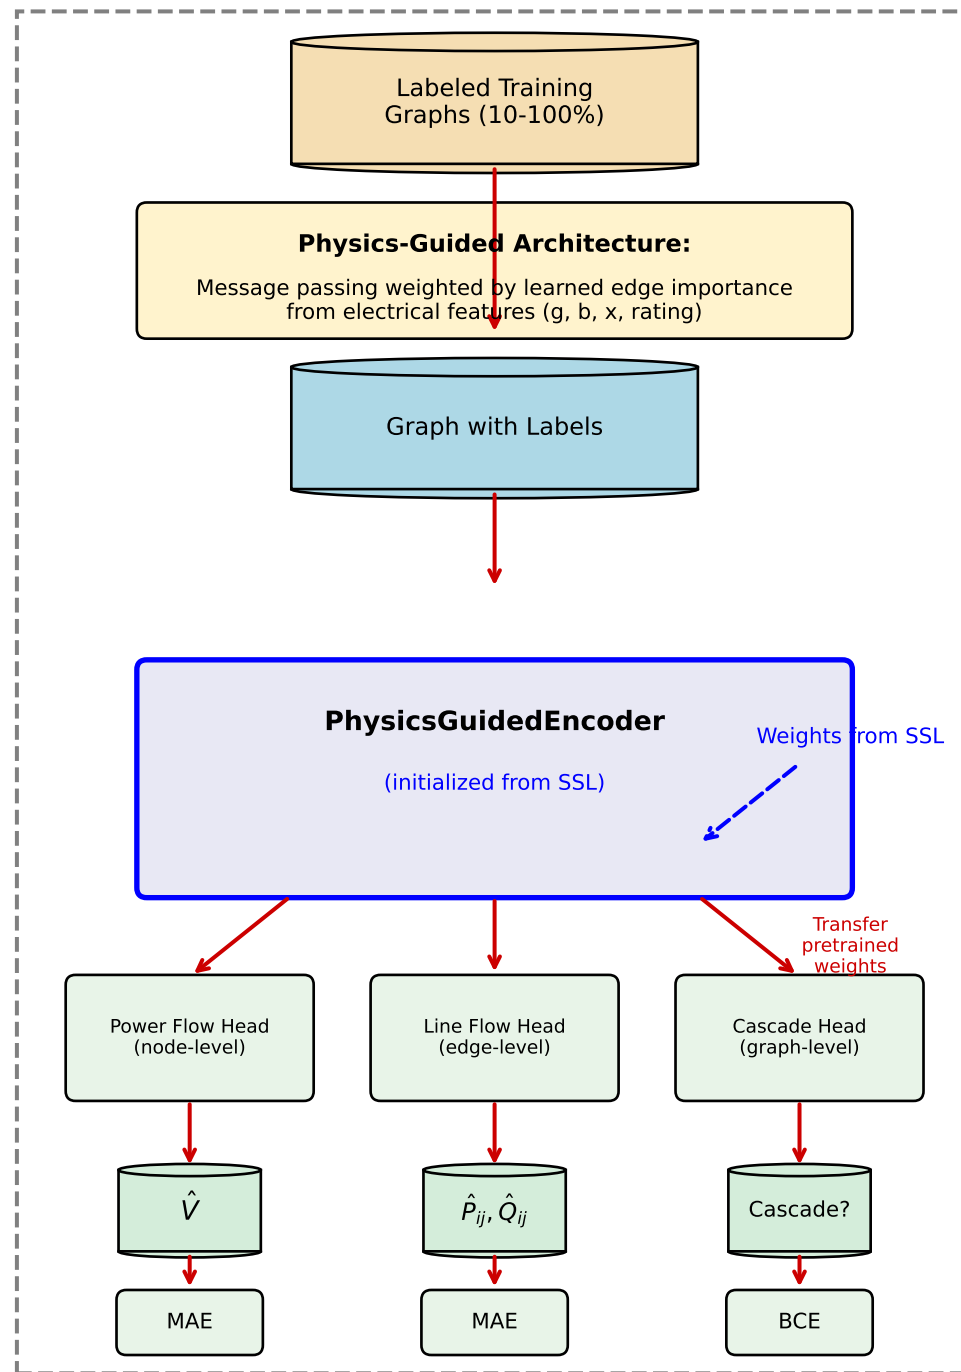 Labeled Training
Graphs (10-100%)
Physics-Guided Architecture:
Message passing weighted by learned edge importance
from electrical features (g, b, x, rating)
Graph with Labels
PhysicsGuidedEncoder
Weights from SSL
(initialized from SSL)
Transfer
pretrained
weights
Power Flow Head
(node-level)
Line Flow Head
(edge-level)
Cascade Head
(graph-level)
V̂
P̂ᵢⱼ, Q̂ᵢⱼ
Cascade?
MAE
MAE
BCE